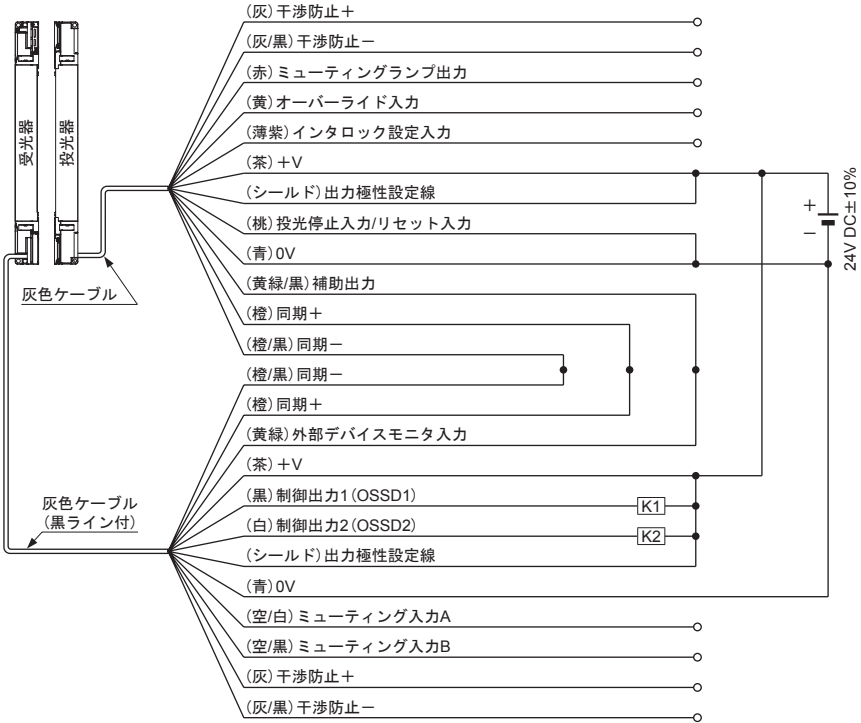 (灰)干渉防止＋
(灰/黒)干渉防止－
(赤)ミューティングランプ出力
(黄)オーバーライド入力
(薄紫)インタロック設定入力
(茶)＋V
(シールド)出力極性設定線
(桃)投光停止入力/リセット入力
(青)0V
(黄緑/黒)補助出力
(橙)同期＋
(橙/黒)同期－
(橙/黒)同期－
(橙)同期＋
(黄緑)外部デバイスモニタ入力
(茶)＋V
(黒)制御出力1(OSSD1)
K1
(白)制御出力2(OSSD2)
K2
(シールド)出力極性設定線
(青)0V
(空/白)ミューティング入力A
(空/黒)ミューティング入力B
(灰)干渉防止＋
(灰/黒)干渉防止－
受光器
投光器
灰色ケーブル
灰色ケーブル
(黒ライン付)
＋
－
24V DC±10%